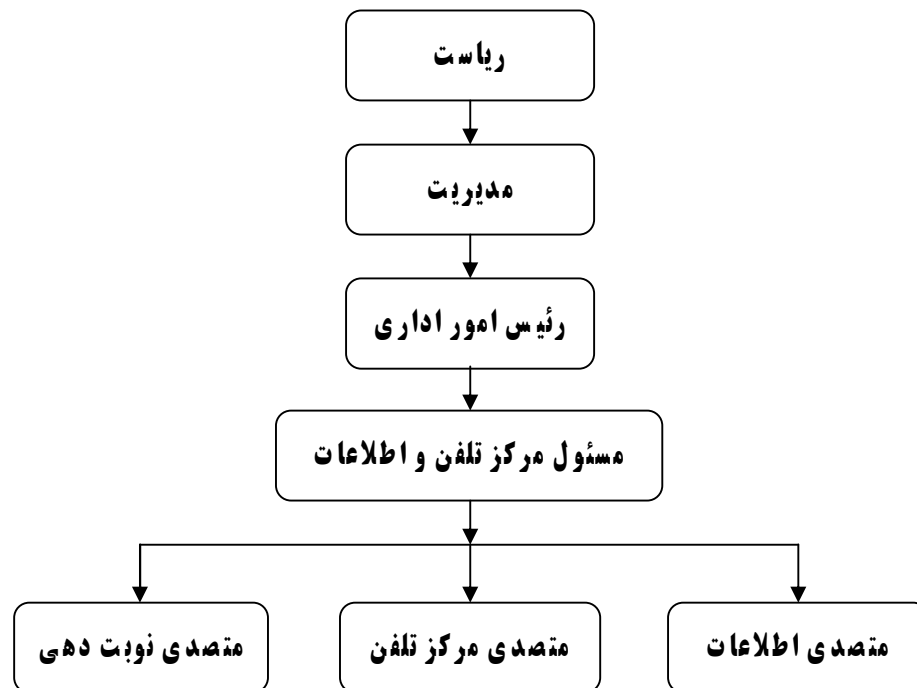 ریاست
مدیریت
رئیس امور اداری
مسئول مرکز تلفن و اطلاعات
متصدی اطلاعات
متصدی مرکز تلفن
متصدی نوبت دهی